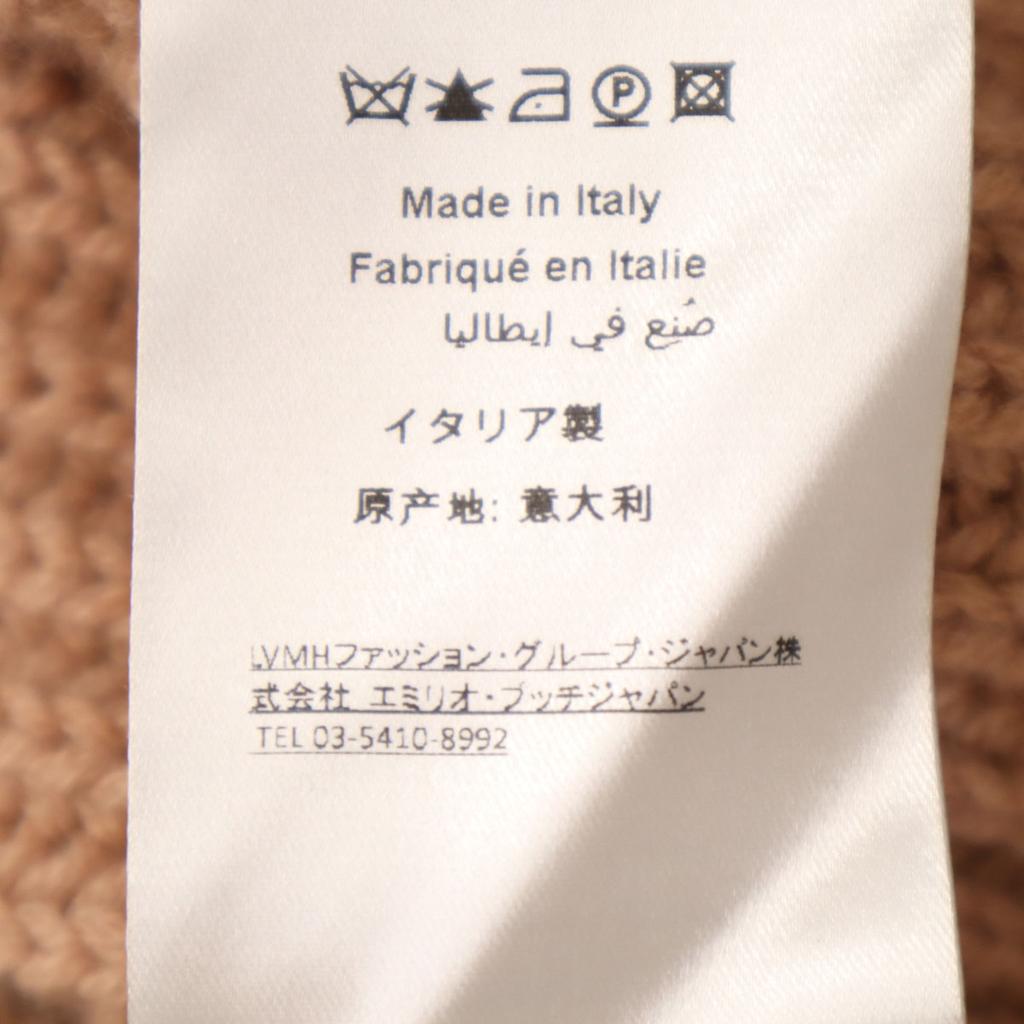 P
Made in Italy
Fabriqué en Italie
صُنع في إيطاليا
イタリア製
原产地: 意大利
LVMHファッション・グループ・ジャパン株
式会社 エミリオ・プッチジャパン
TEL 03-5410-8992